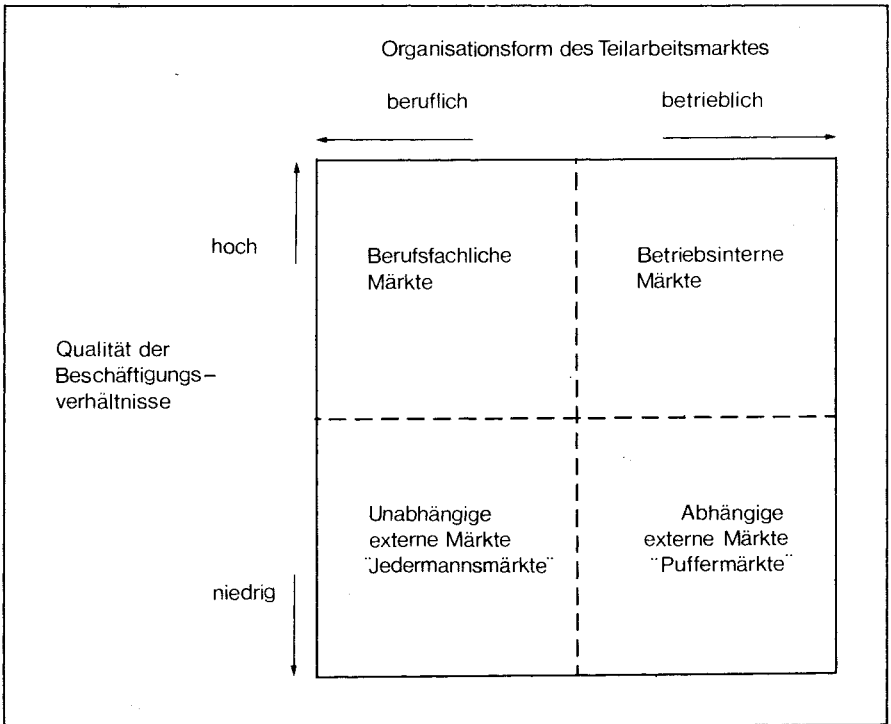 Organisationsform des Teilarbeitsmarktes
beruflich
betrieblich
hoch
Berufsfachliche
Märkte
Betriebsinterne
Märkte
Qualität der
Beschäftigungs–
verhältnisse
Unabhängige
externe Märkte
"Jedermannsmärkte"
Abhängige
externe Märkte
"Puffermärkte"
niedrig